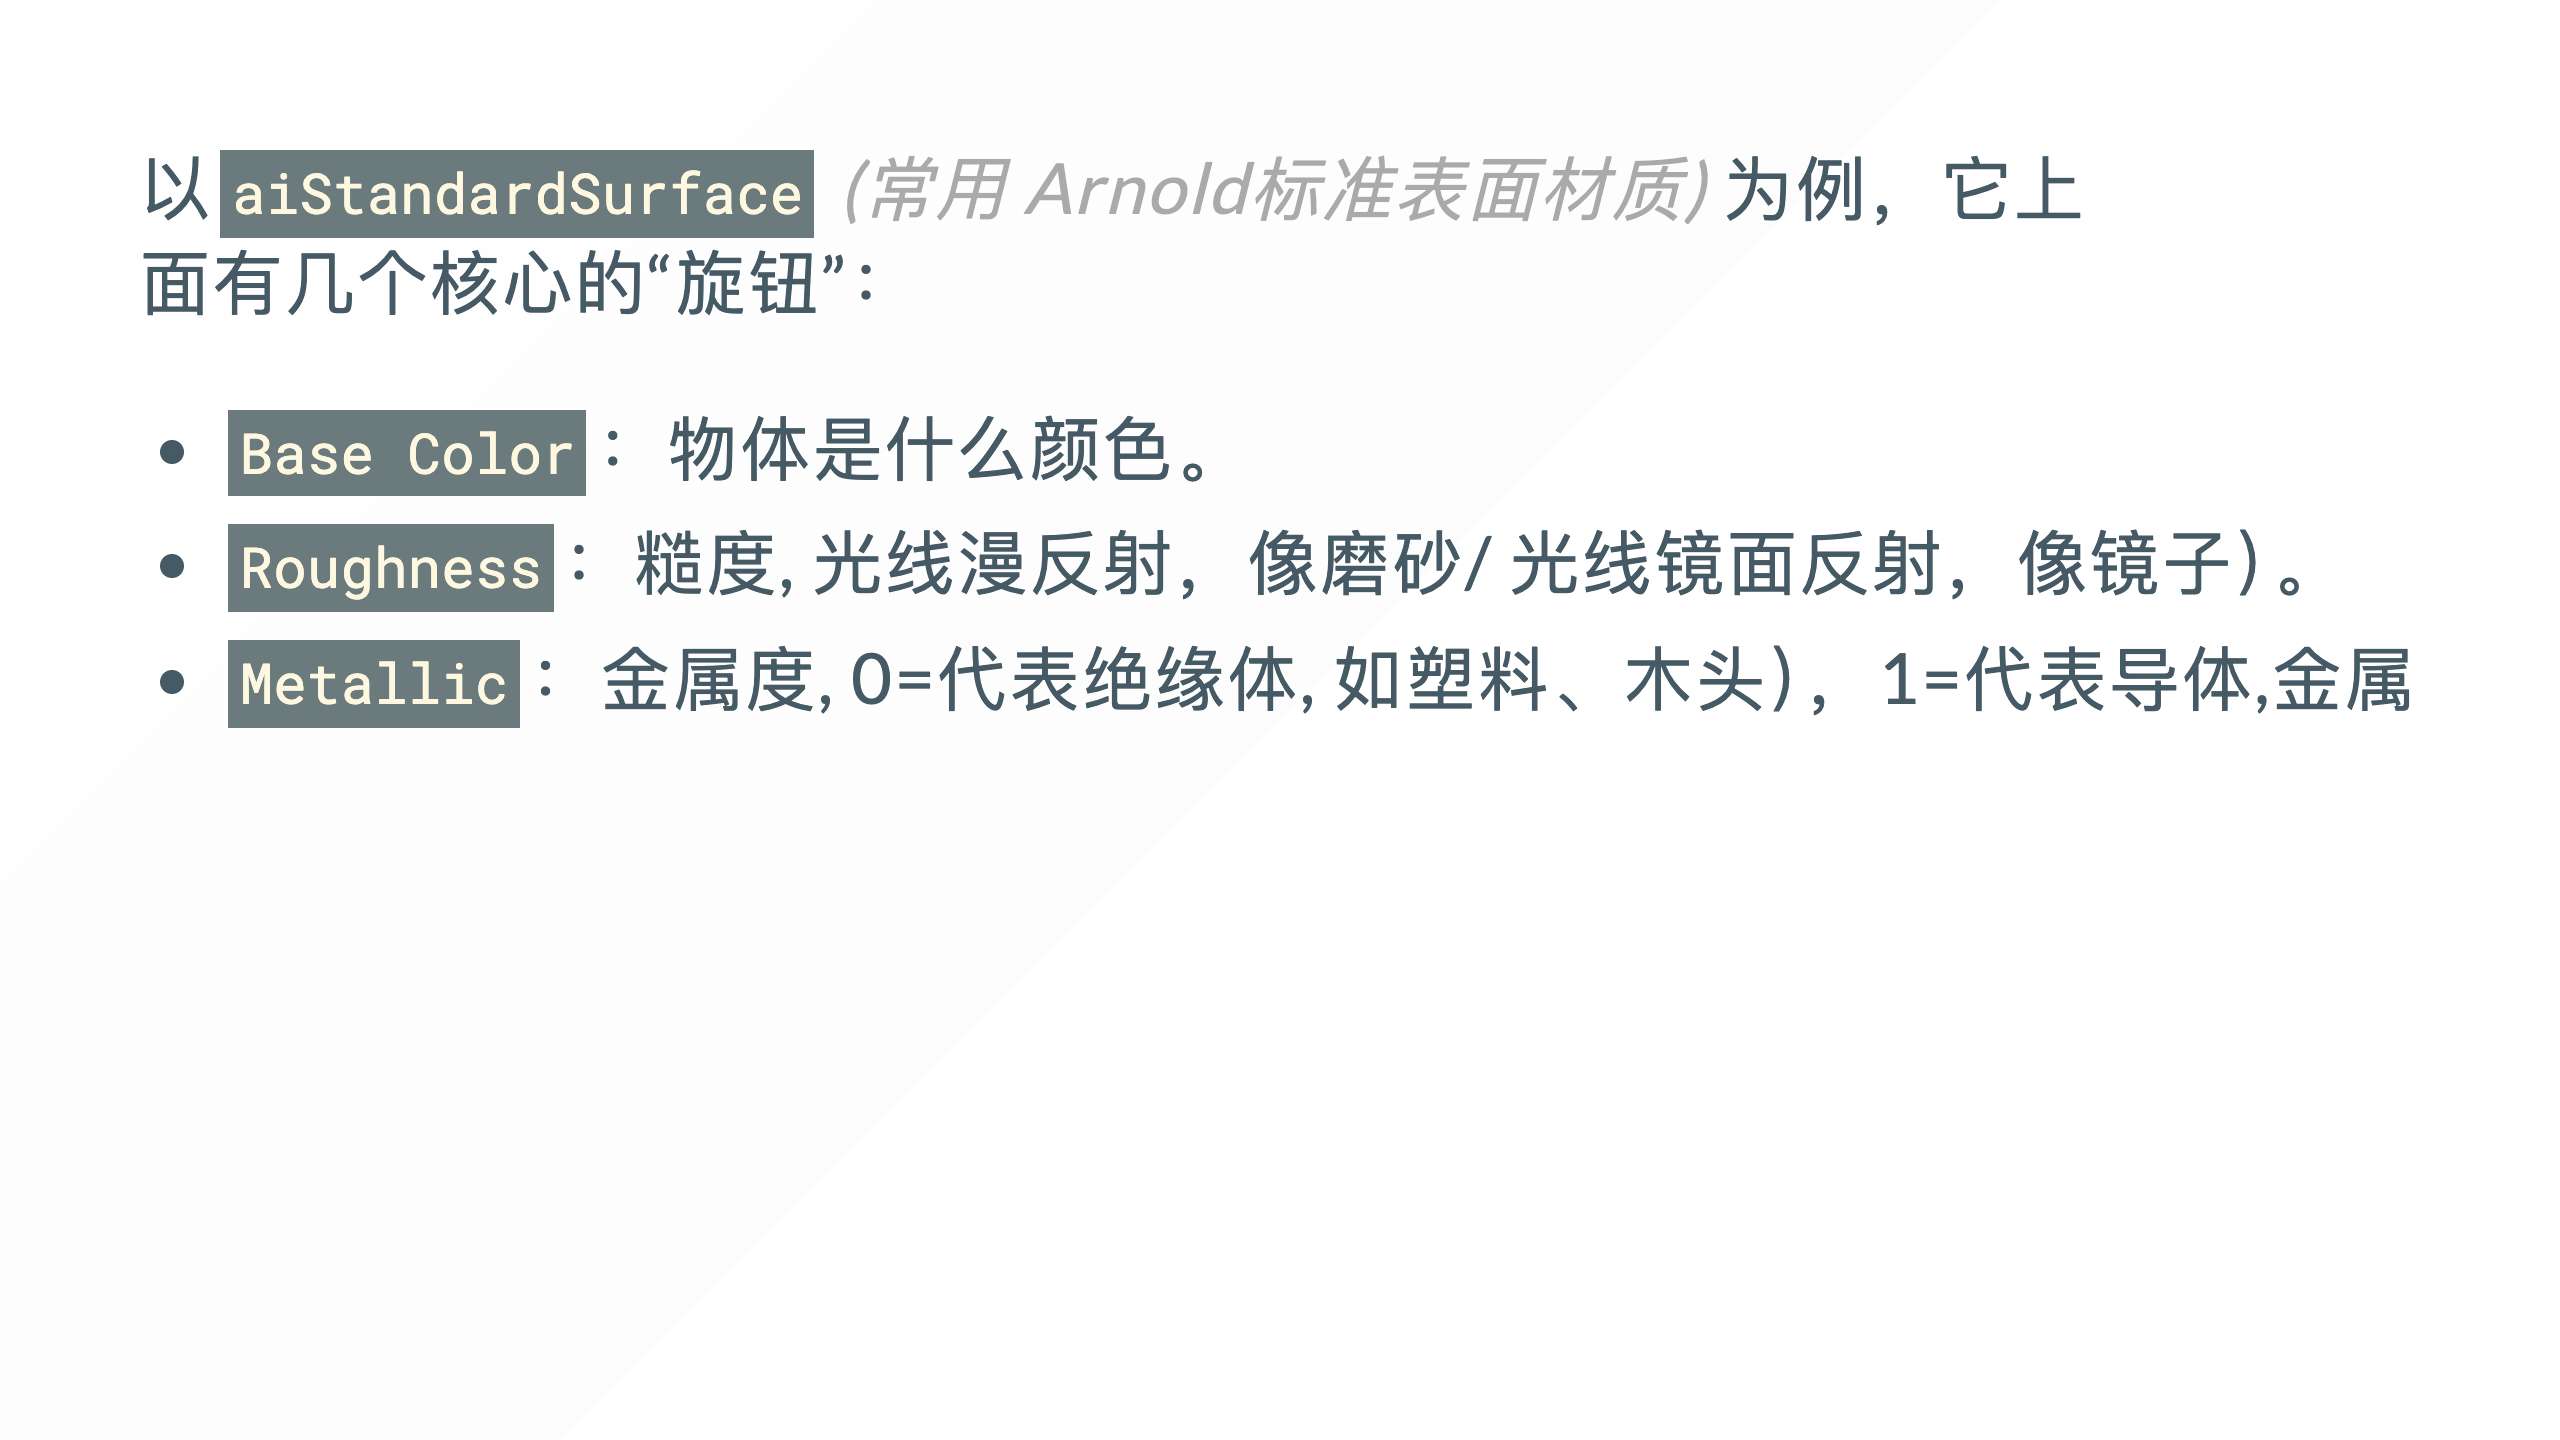 以 aiStandardSurface (常用 Arnold标准表面材质) 为例，它上
面有几个核心的“旋钮”：
• Base Color： 物体是什么颜色。
• Roughness： 糙度, 光线漫反射，像磨砂/ 光线镜面反射，像镜子）。
• Metallic： 金属度, 0=代表绝缘体, 如塑料、木头），1=代表导体,金属